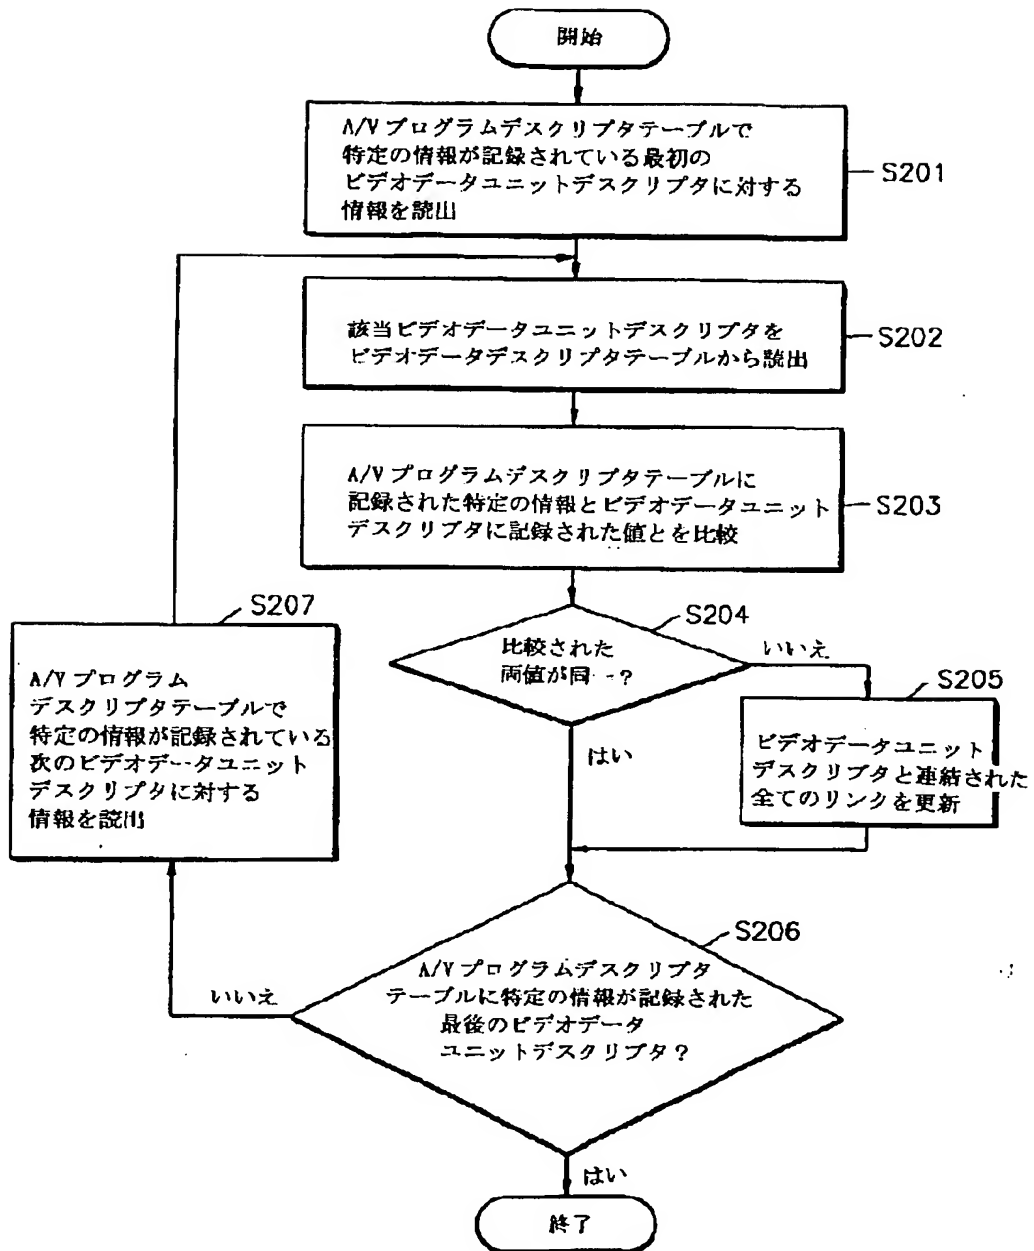 開始
A/Vプログラムデスクリプタテーブルで
特定の情報が記録されている最初の
ビデオデータユニットデスクリプタに対する
情報を読出
S201
該当ビデオデータユニットデスクリプタを
ビデオデータデスクリプタテーブルから読出
S202
A/Vプログラムデスクリプタテーブルに
記録された特定の情報とビデオデータユニット
デスクリプタに記録された値とを比較
S203
比較された
両値が同一?
S204
いいえ
はい
S205
ビデオデータユニット
デスクリプタと連結された
全てのリンクを更新
S206
A/Vプログラムデスクリプタ
テーブルに特定の情報が記録された
最後のビデオデータ
ユニットデスクリプタ?
いいえ
はい
S207
A/Vプログラム
デスクリプタテーブルで
特定の情報が記録されている
次のビデオデータユニット
デスクリプタに対する
情報を読出
終了